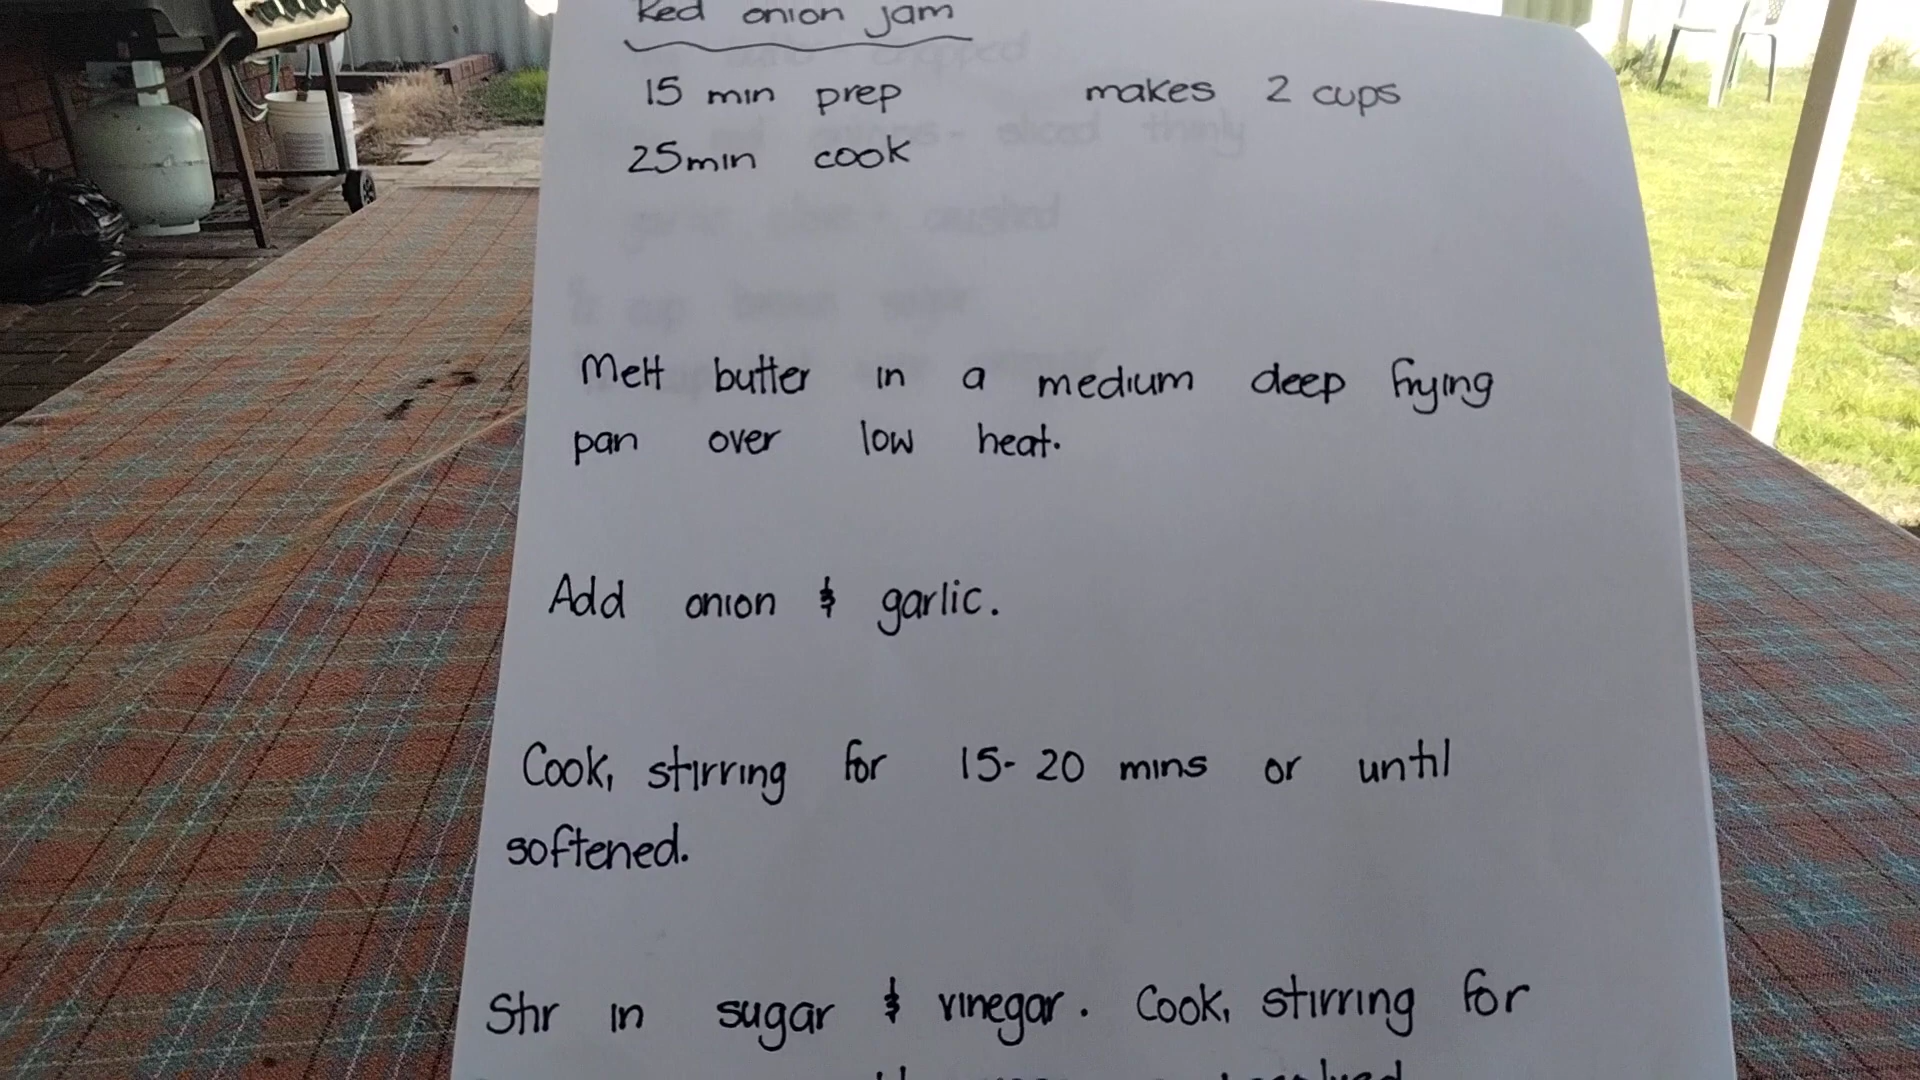 Red onion jam
15 min prep makes 2 cups
25min cook
Melt butter in a medium deep frying
pan over low heat.
Add onion & garlic.
Cook, stirring for 15-20 mins or until
softened.
Stir in sugar & vinegar. Cook, stirring for